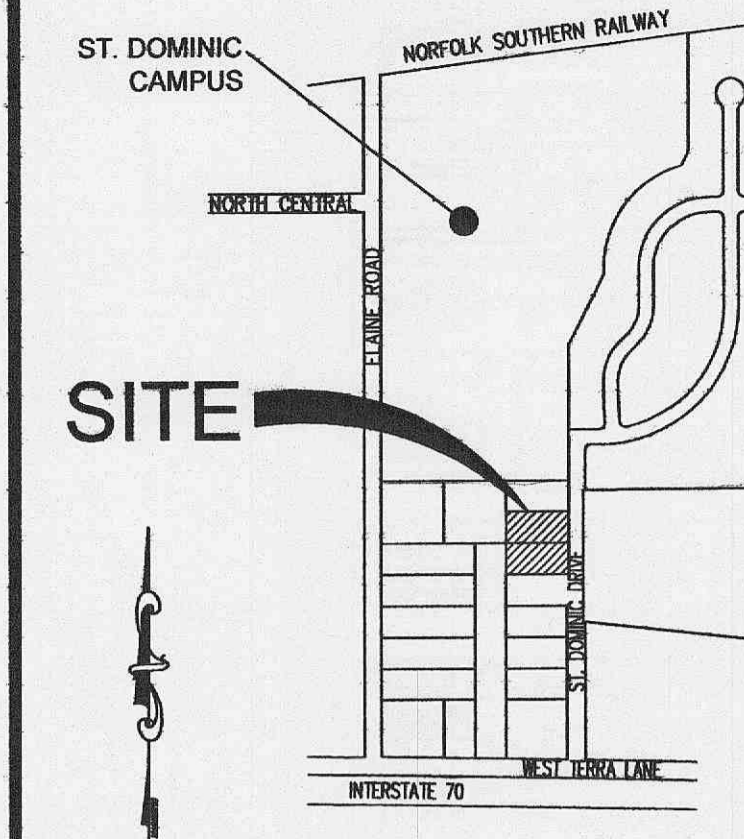 ST. DOMINIC
CAMPUS
NORFOLK SOUTHERN RAILWAY
NORTH CENTRAL
ELAINE ROAD
SITE
ST. DOMINIC DRIVE
WEST TERRA LANE
INTERSTATE 70